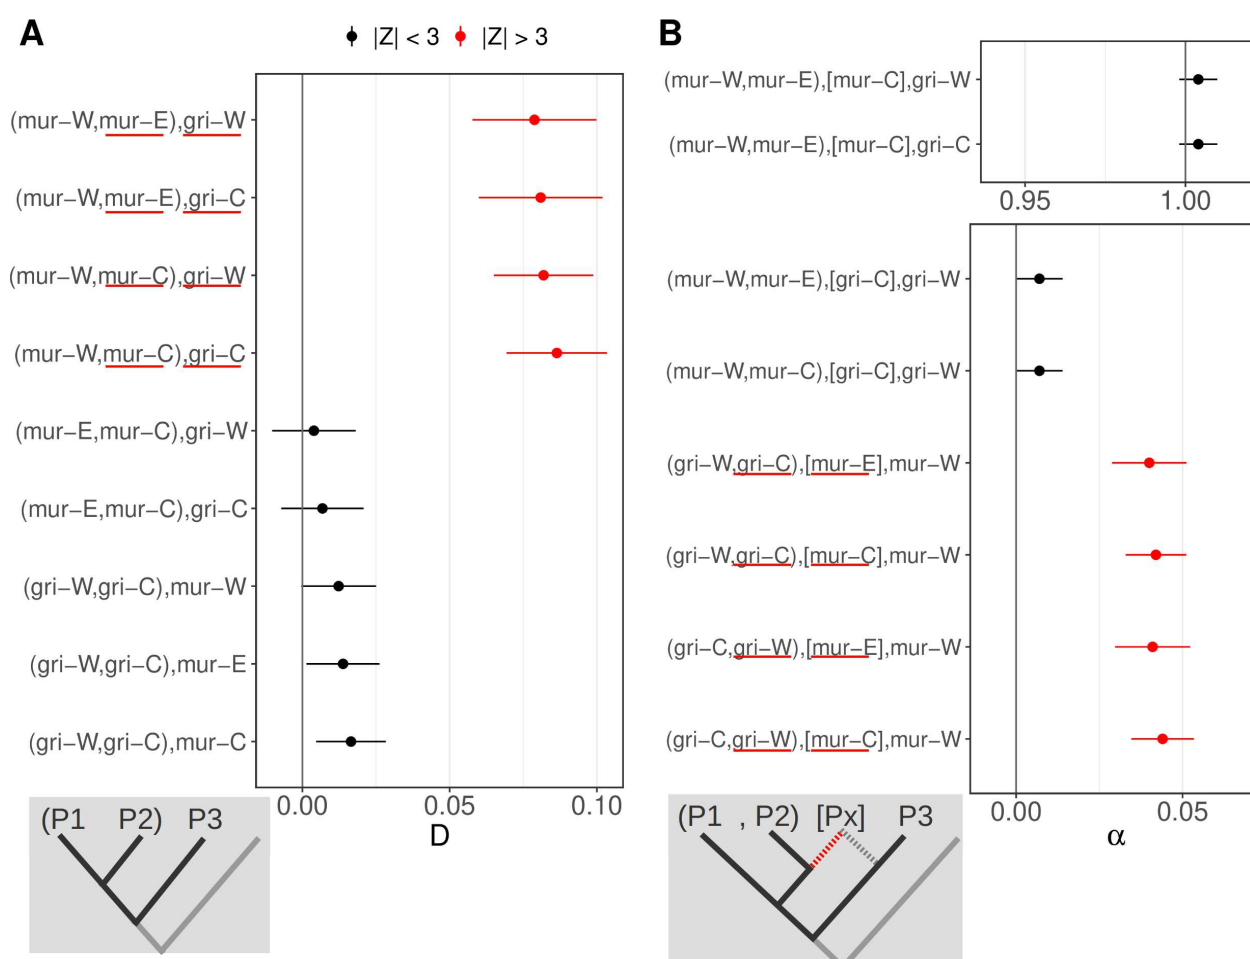 A
|Z| < 3
|Z| > 3
(mur−W,mur−E),gri−W
(mur−W,mur−E),gri−C
(mur−W,mur−C),gri−W
(mur−W,mur−C),gri−C
(mur−E,mur−C),gri−W
(mur−E,mur−C),gri−C
(gri−W,gri−C),mur−W
(gri−W,gri−C),mur−E
(gri−W,gri−C),mur−C
0.00 0.05 0.10
D
(P1 P2) P3
B
(mur−W,mur−E),[mur−C],gri−W
(mur−W,mur−E),[mur−C],gri−C
0.95 1.00
(mur−W,mur−E),[gri−C],gri−W
(mur−W,mur−C),[gri−C],gri−W
(gri−W,gri−C),[mur−E],mur−W
(gri−W,gri−C),[mur−C],mur−W
(gri−C,gri−W),[mur−E],mur−W
(gri−C,gri−W),[mur−C],mur−W
0.00 0.05
α
(P1 , P2) [Px] P3